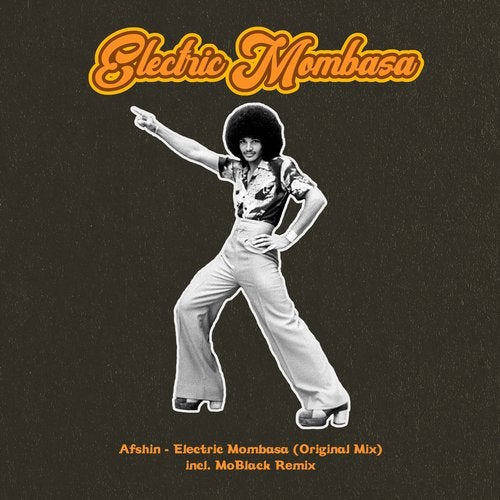 Electric Mombasa
Afshin - Electric Mombasa (Original Mix)
incl. MoBlack Remix